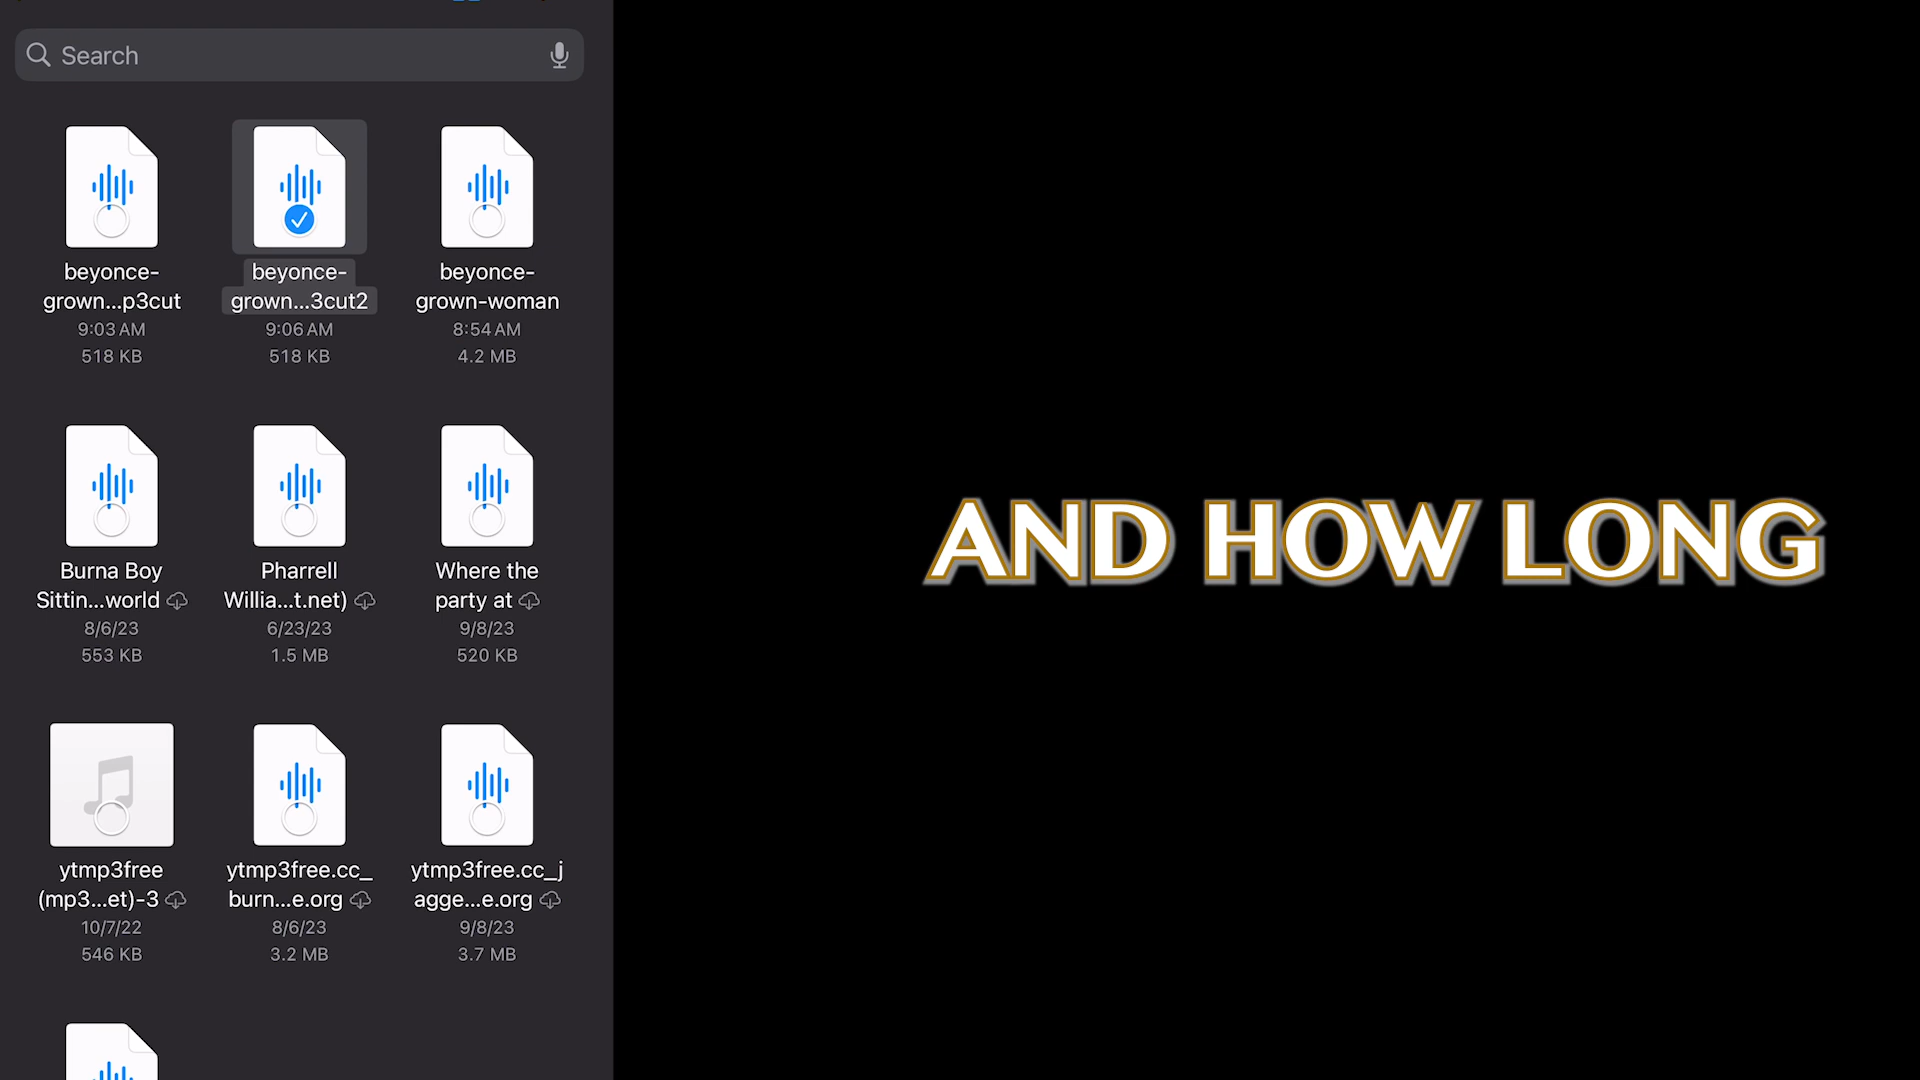 Search
beyonce-
grown...p3cut
9:03 AM
518 KB
beyonce-
grown...3cut2
9:06 AM
518 KB
beyonce-
grown-woman
8:54 AM
4.2 MB
Burna Boy
Sittin...world
8/6/23
553 KB
Pharrell
Willia...t.net)
6/23/23
1.5 MB
Where the
party at
9/8/23
520 KB
ytmp3free
(mp3...et)-3
10/7/22
546 KB
ytmp3free.cc_
burn...e.org
8/6/23
3.2 MB
ytmp3free.cc_j
agge...e.org
9/8/23
3.7 MB
AND HOW LONG